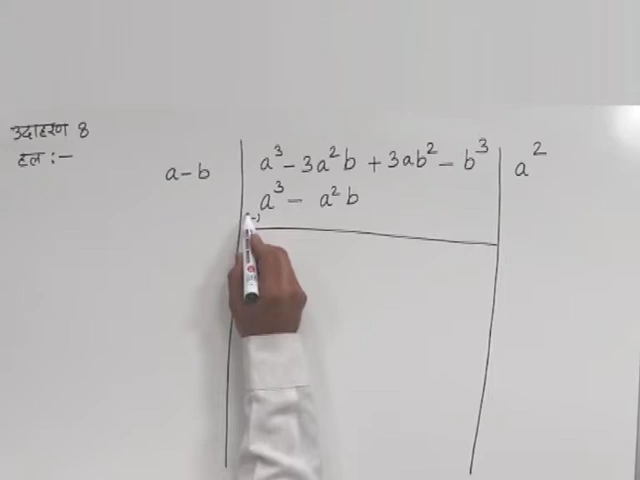 उदाहरण 8
हल :-
a-b | a³ - 3a²b + 3ab² - b³ | a²
a³ - a²b